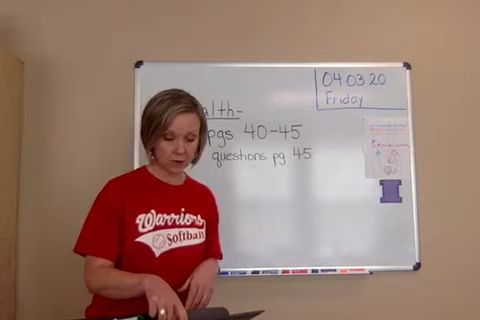 04 03 20
Friday
alth-
pgs 40-45
questions pg 45
Warriors
Softball